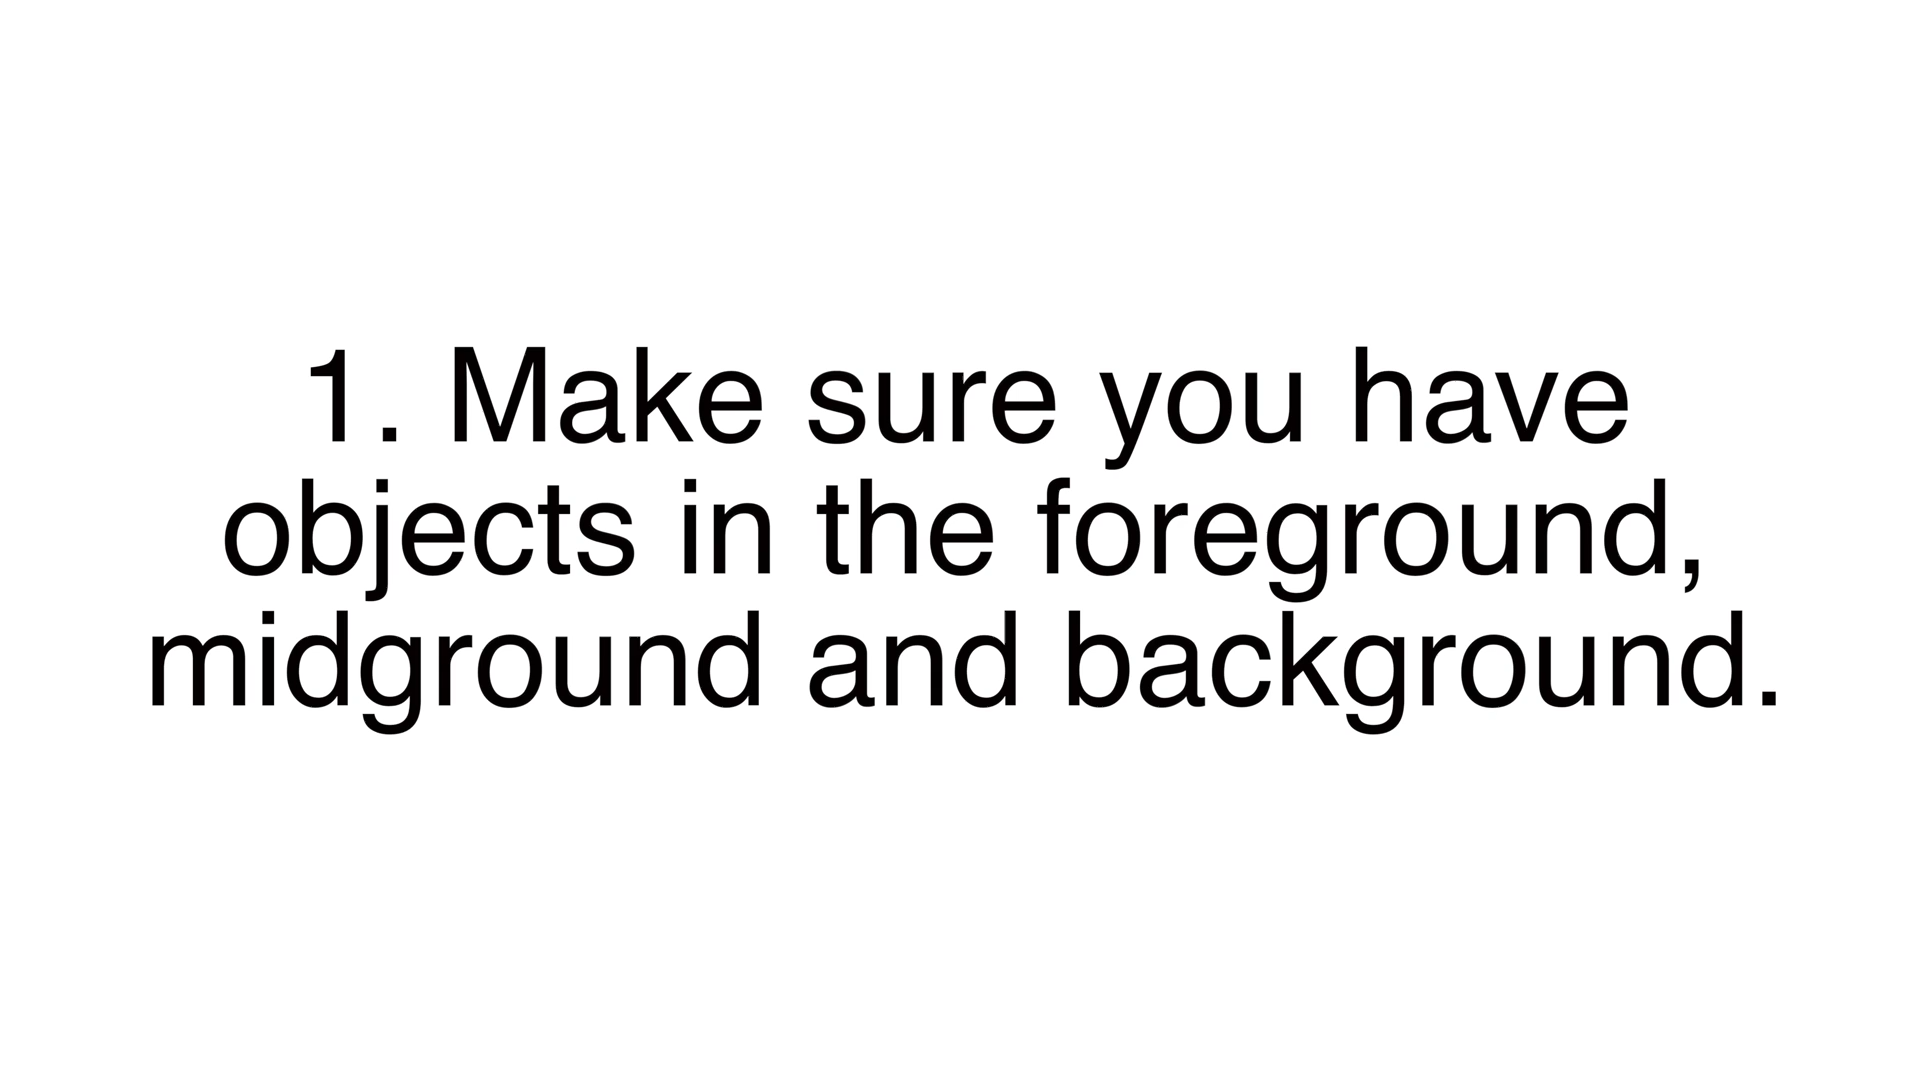 1. Make sure you have
objects in the foreground,
midground and background.